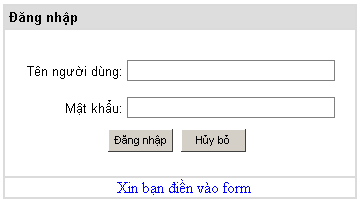 Đăng nhập
Tên người dùng:
Mật khẩu:
Đăng nhập Hủy bỏ
Xin bạn điền vào form